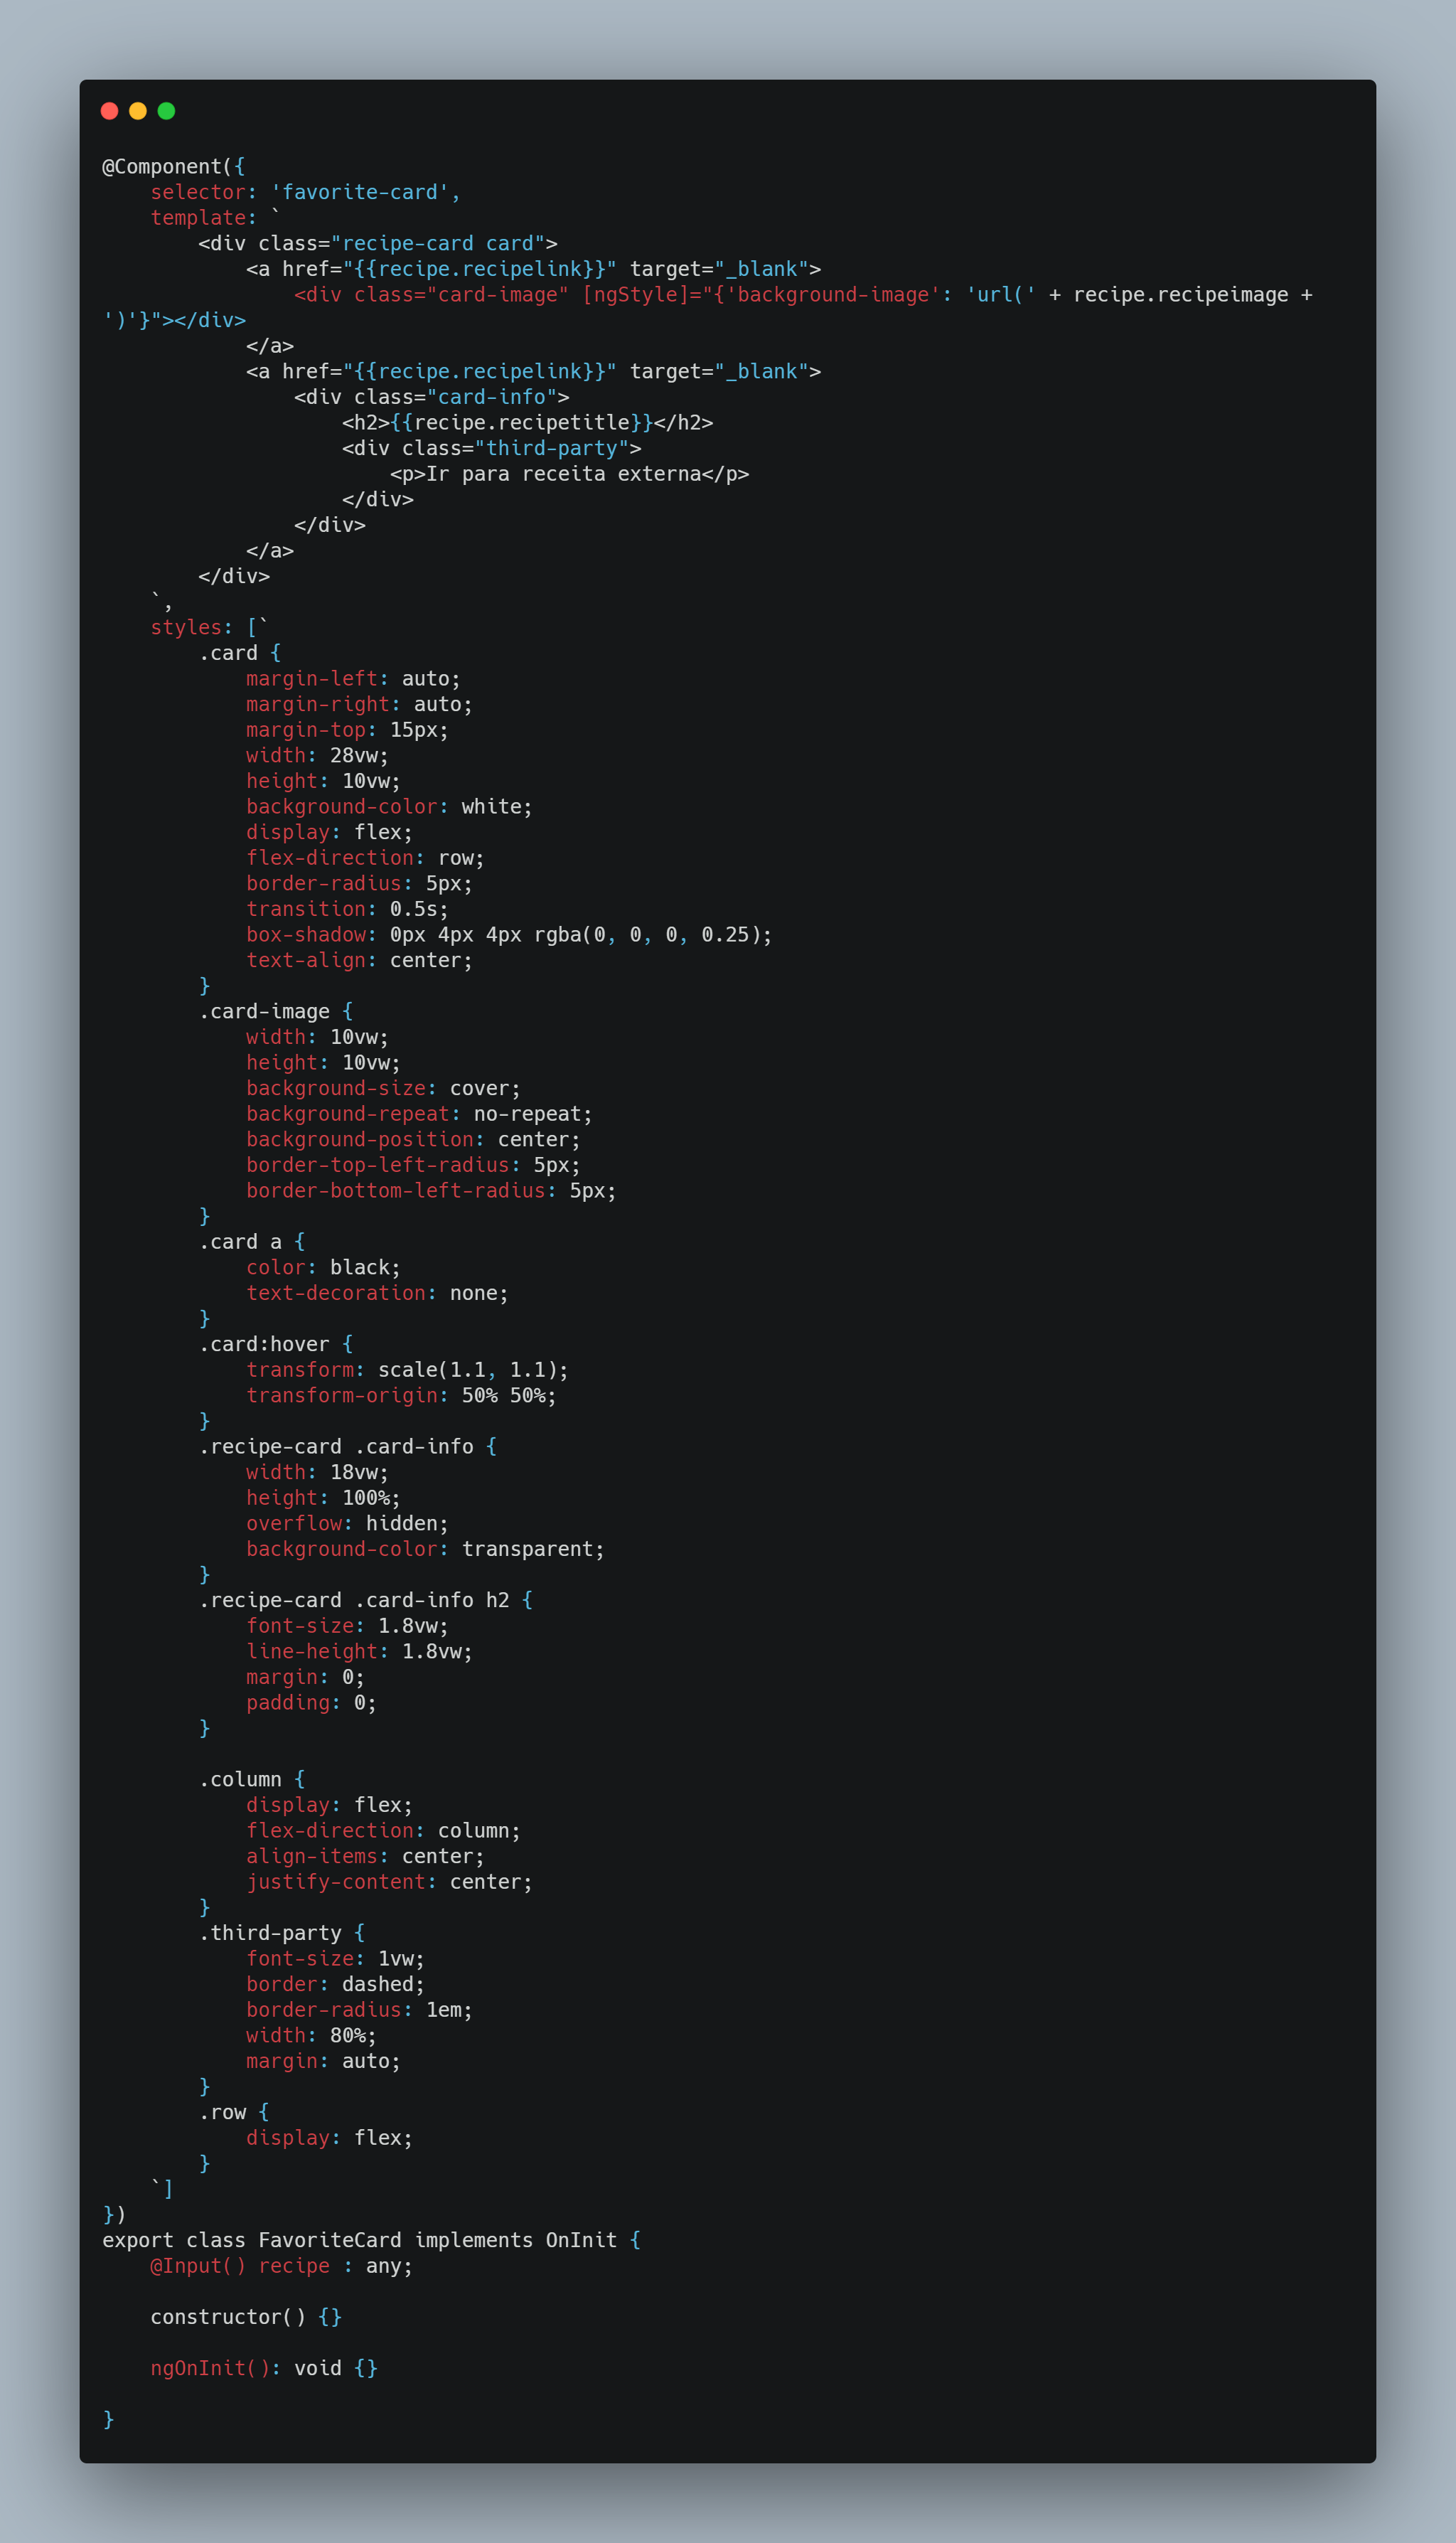 @Component({
    selector: 'favorite-card',
    template: `
        <div class="recipe-card card">
            <a href="{{recipe.recipelink}}" target="_blank">
                <div class="card-image" [ngStyle]="{'background-image': 'url(' + recipe.recipeimage +
')'}"></div>
            </a>
            <a href="{{recipe.recipelink}}" target="_blank">
                <div class="card-info">
                    <h2>{{recipe.recipetitle}}</h2>
                    <div class="third-party">
                        <p>Ir para receita externa</p>
                    </div>
                </div>
            </a>
        </div>
    `,
    styles: [`
        .card {
            margin-left: auto;
            margin-right: auto;
            margin-top: 15px;
            width: 28vw;
            height: 10vw;
            background-color: white;
            display: flex;
            flex-direction: row;
            border-radius: 5px;
            transition: 0.5s;
            box-shadow: 0px 4px 4px rgba(0, 0, 0, 0.25);
            text-align: center;
        }
        .card-image {
            width: 10vw;
            height: 10vw;
            background-size: cover;
            background-repeat: no-repeat;
            background-position: center;
            border-top-left-radius: 5px;
            border-bottom-left-radius: 5px;
        }
        .card a {
            color: black;
            text-decoration: none;
        }
        .card:hover {
            transform: scale(1.1, 1.1);
            transform-origin: 50% 50%;
        }
        .recipe-card .card-info {
            width: 18vw;
            height: 100%;
            overflow: hidden;
            background-color: transparent;
        }
        .recipe-card .card-info h2 {
            font-size: 1.8vw;
            line-height: 1.8vw;
            margin: 0;
            padding: 0;
        }

        .column {
            display: flex;
            flex-direction: column;
            align-items: center;
            justify-content: center;
        }
        .third-party {
            font-size: 1vw;
            border: dashed;
            border-radius: 1em;
            width: 80%;
            margin: auto;
        }
        .row {
            display: flex;
        }
    `]
})
export class FavoriteCard implements OnInit {
    @Input() recipe : any;

    constructor() {}

    ngOnInit(): void {}

}